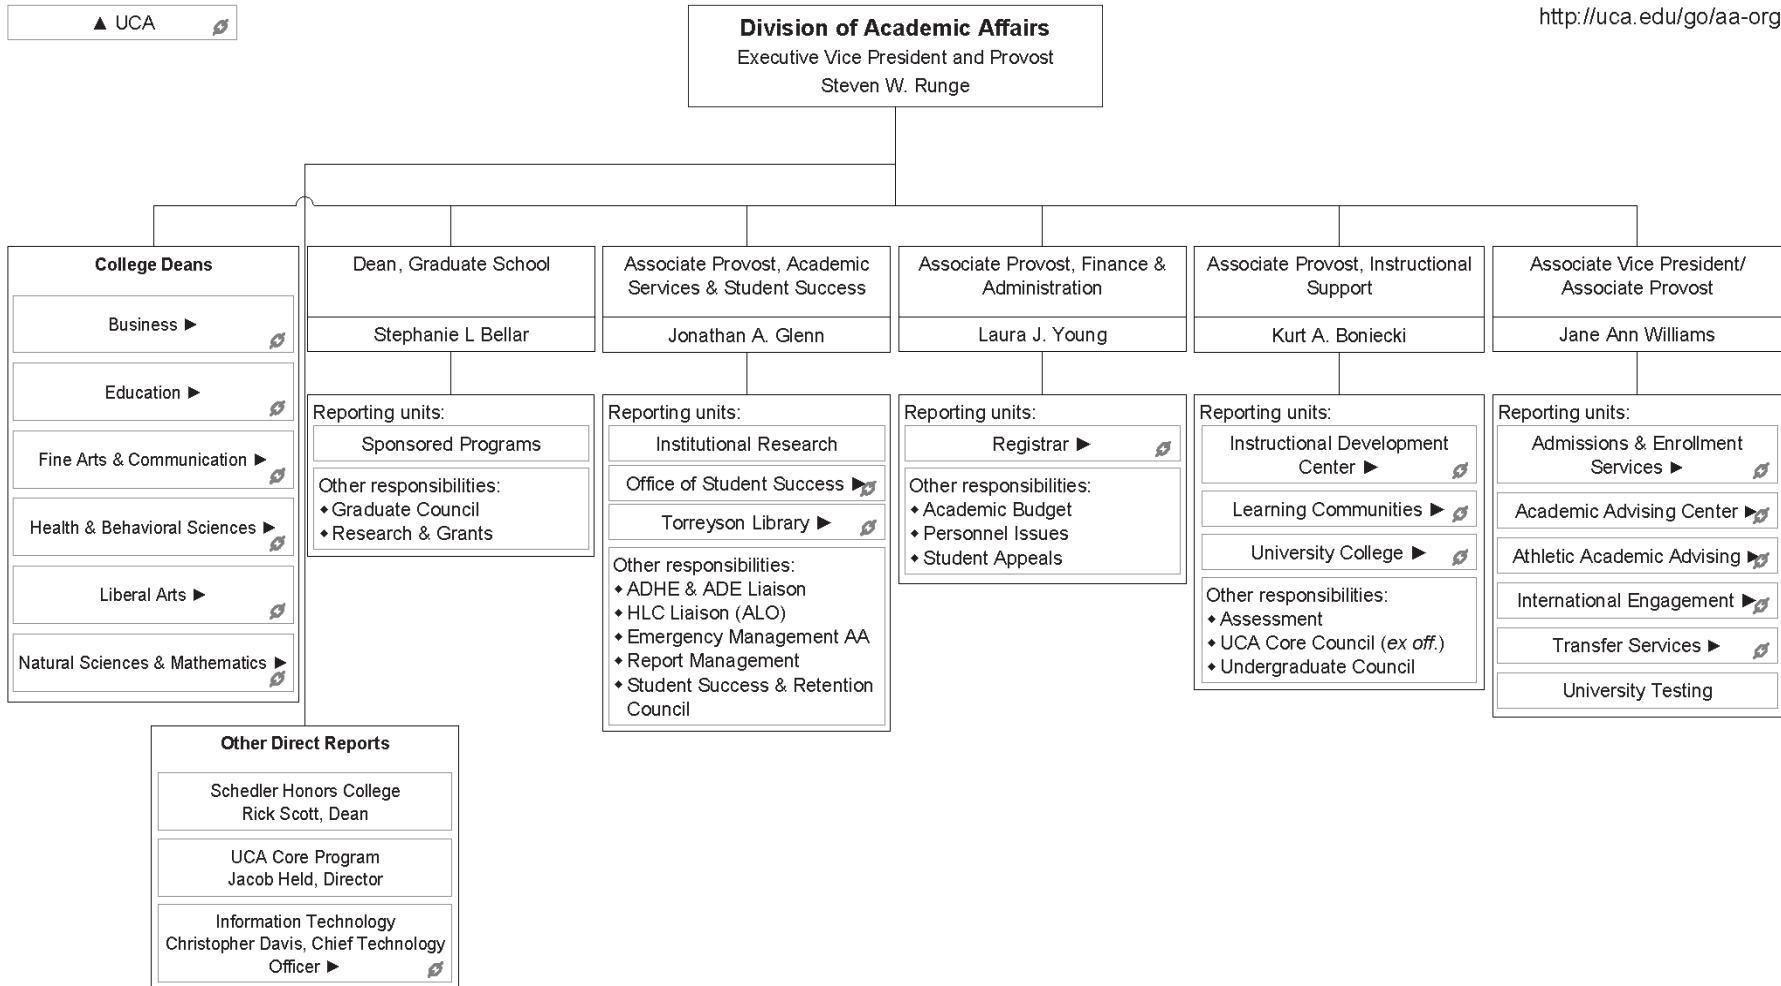 ▲ UCA
http://uca.edu/go/aa-org
Division of Academic Affairs
Executive Vice President and Provost
Steven W. Runge
College Deans
Business ►
Education ►
Fine Arts & Communication ►
Health & Behavioral Sciences ►
Liberal Arts ►
Natural Sciences & Mathematics ►
Dean, Graduate School
Stephanie L Bellar
Reporting units:
Sponsored Programs
Other responsibilities:
◆ Graduate Council
◆ Research & Grants
Associate Provost, Academic
Services & Student Success
Jonathan A. Glenn
Reporting units:
Institutional Research
Office of Student Success ►
Torreyson Library ►
Other responsibilities:
◆ ADHE & ADE Liaison
◆ HLC Liaison (ALO)
◆ Emergency Management AA
◆ Report Management
◆ Student Success & Retention
Council
Associate Provost, Finance &
Administration
Laura J. Young
Reporting units:
Registrar ►
Other responsibilities:
◆ Academic Budget
◆ Personnel Issues
◆ Student Appeals
Associate Provost, Instructional
Support
Kurt A. Boniecki
Reporting units:
Instructional Development
Center ►
Learning Communities ►
University College ►
Other responsibilities:
◆ Assessment
◆ UCA Core Council (ex off.)
◆ Undergraduate Council
Associate Vice President/
Associate Provost
Jane Ann Williams
Reporting units:
Admissions & Enrollment
Services ►
Academic Advising Center ►
Athletic Academic Advising ►
International Engagement ►
Transfer Services ►
University Testing
Other Direct Reports
Schedler Honors College
Rick Scott, Dean
UCA Core Program
Jacob Held, Director
Information Technology
Christopher Davis, Chief Technology
Officer ►